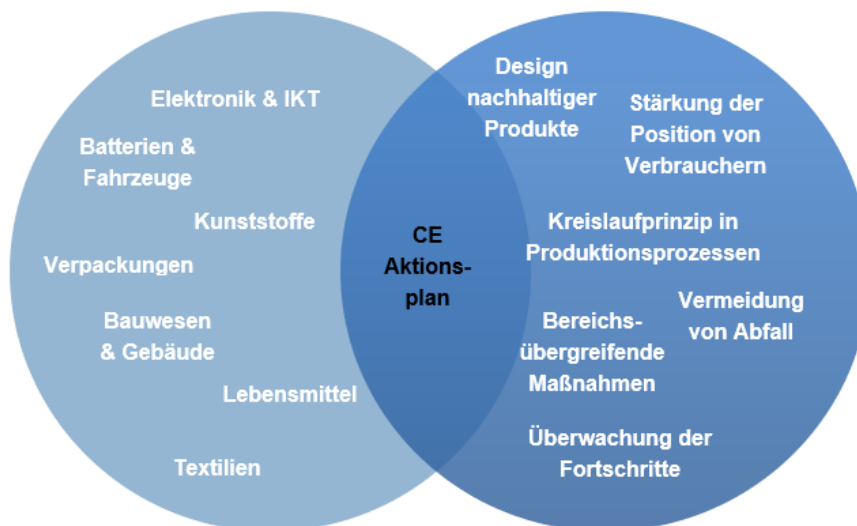 Elektronik & IKT
Batterien &
Fahrzeuge
Kunststoffe
Verpackungen
Bauwesen
& Gebäude
Lebensmittel
Textilien
CE
Aktions-
plan
Design
nachhaltiger
Produkte
Stärkung der
Position von
Verbrauchern
Kreislaufprinzip in
Produktionsprozessen
Vermeidung
von Abfall
Bereichs-
übergreifende
Maßnahmen
Überwachung der
Fortschritte